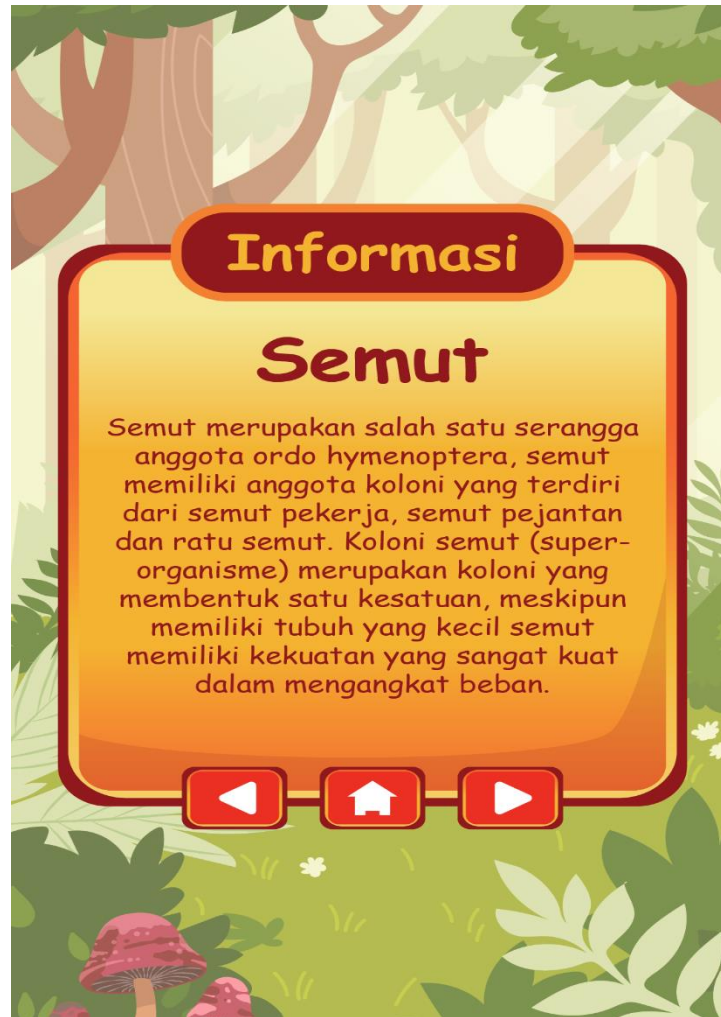 Informasi
Semut
Semut merupakan salah satu serangga
anggota ordo hymenoptera, semut
memiliki anggota koloni yang terdiri
dari semut pekerja, semut pejantan
dan ratu semut. Koloni semut (super-
organisme) merupakan koloni yang
membentuk satu kesatuan, meskipun
memiliki tubuh yang kecil semut
memiliki kekuatan yang sangat kuat
dalam mengangkat beban.